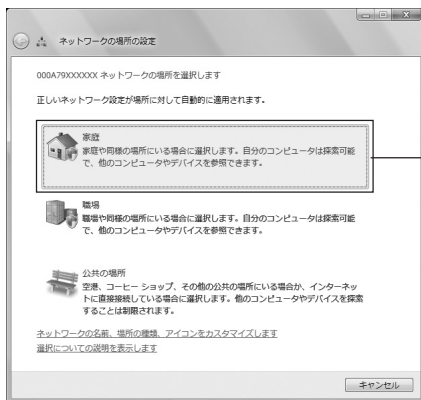 ネットワークの場所の設定
000A79XXXXXX ネットワークの場所を選択します
正しいネットワーク設定が場所に対して自動的に適用されます。
家庭
家庭や同様の場所にいる場合に選択します。自分のコンピュータは探索可能
で、他のコンピュータやデバイスを参照できます。
職場
職場や同様の場所にいる場合に選択します。自分のコンピュータは探索可能
で、他のコンピュータやデバイスを参照できます。
公共の場所
空港、コーヒー ショップ、その他の公共の場所にいる場合か、インターネッ
トに直接接続している場合に選択します。他のコンピュータやデバイスを探索
することは制限されます。
ネットワークの名前、場所の種類、アイコンをカスタマイズします
選択についての説明を表示します
キャンセル